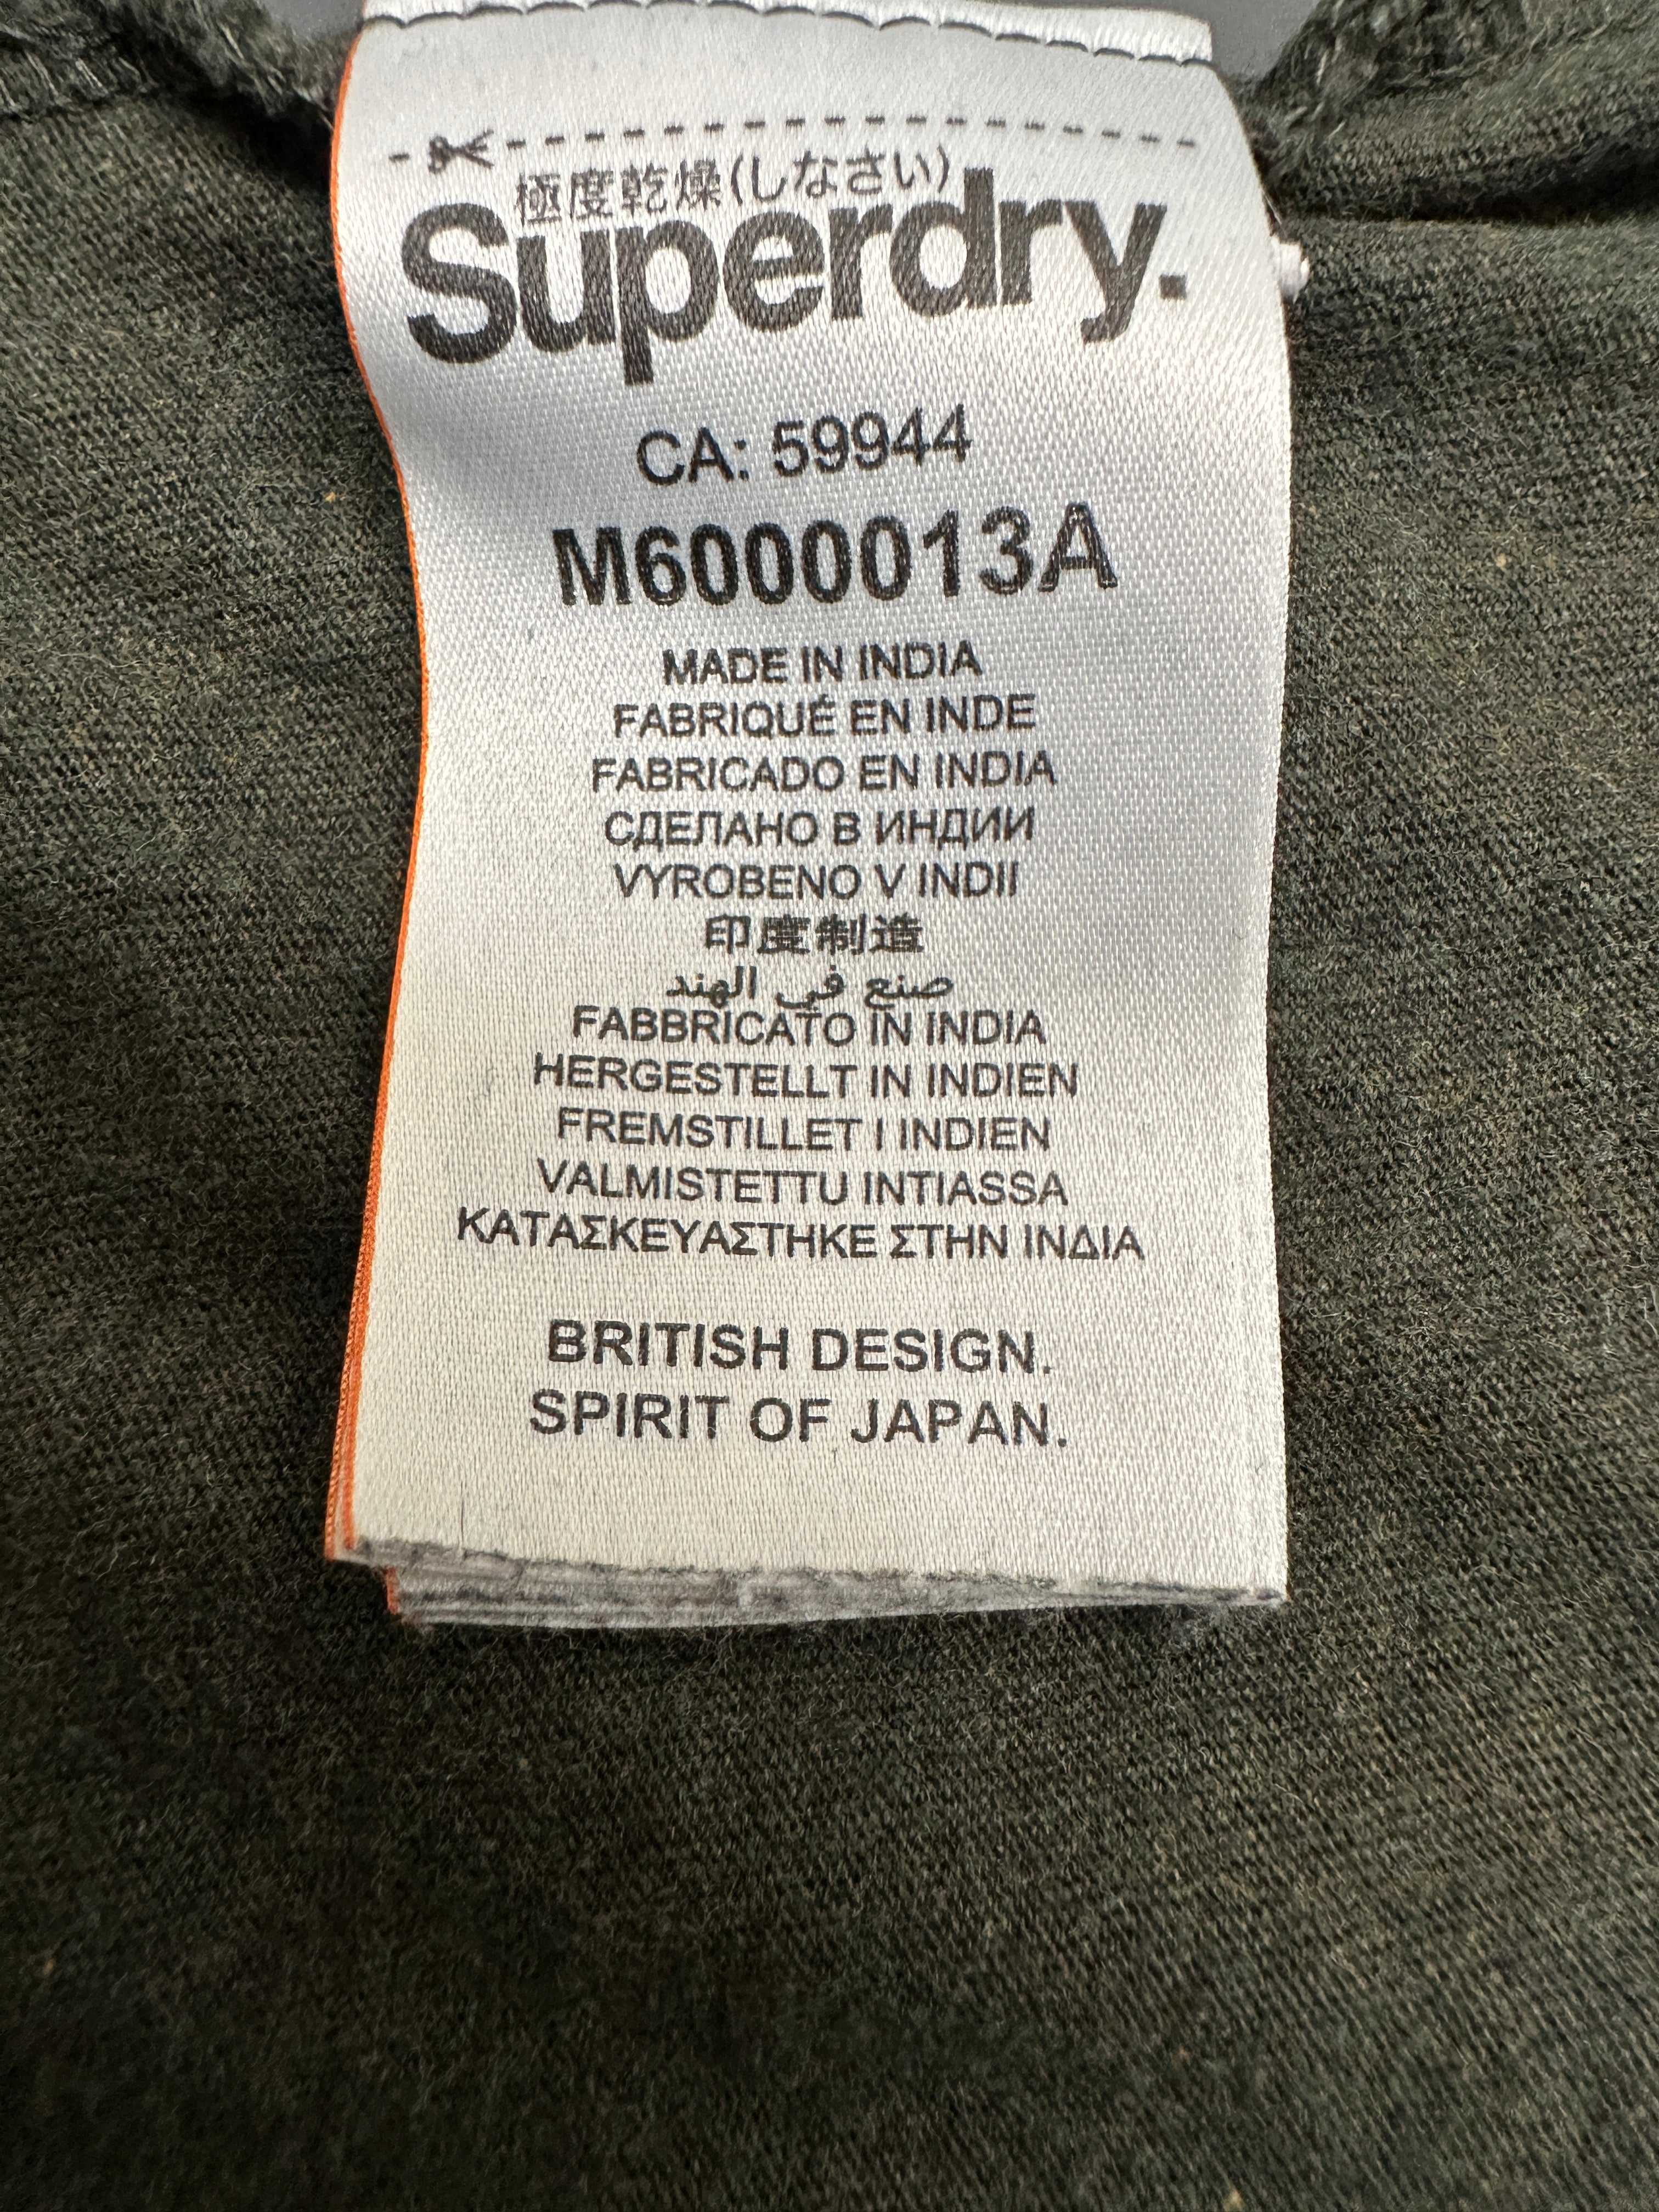 極度乾燥(しなさい)
Superdry.
CA: 59944
M6000013A
MADE IN INDIA
FABRIQUÉ EN INDE
FABRICADO EN INDIA
СДЕЛАНО В ИНДИИ
VYROBENO V INDII
印度制造
صنع في الهند
FABBRICATO IN INDIA
HERGESTELLT IN INDIEN
FREMSTILLET I INDIEN
VALMISTETTU INTIASSA
ΚΑΤΑΣΚΕΥΑΣΤΗΚΕ ΣΤΗΝ ΙΝΔΙΑ
BRITISH DESIGN.
SPIRIT OF JAPAN.